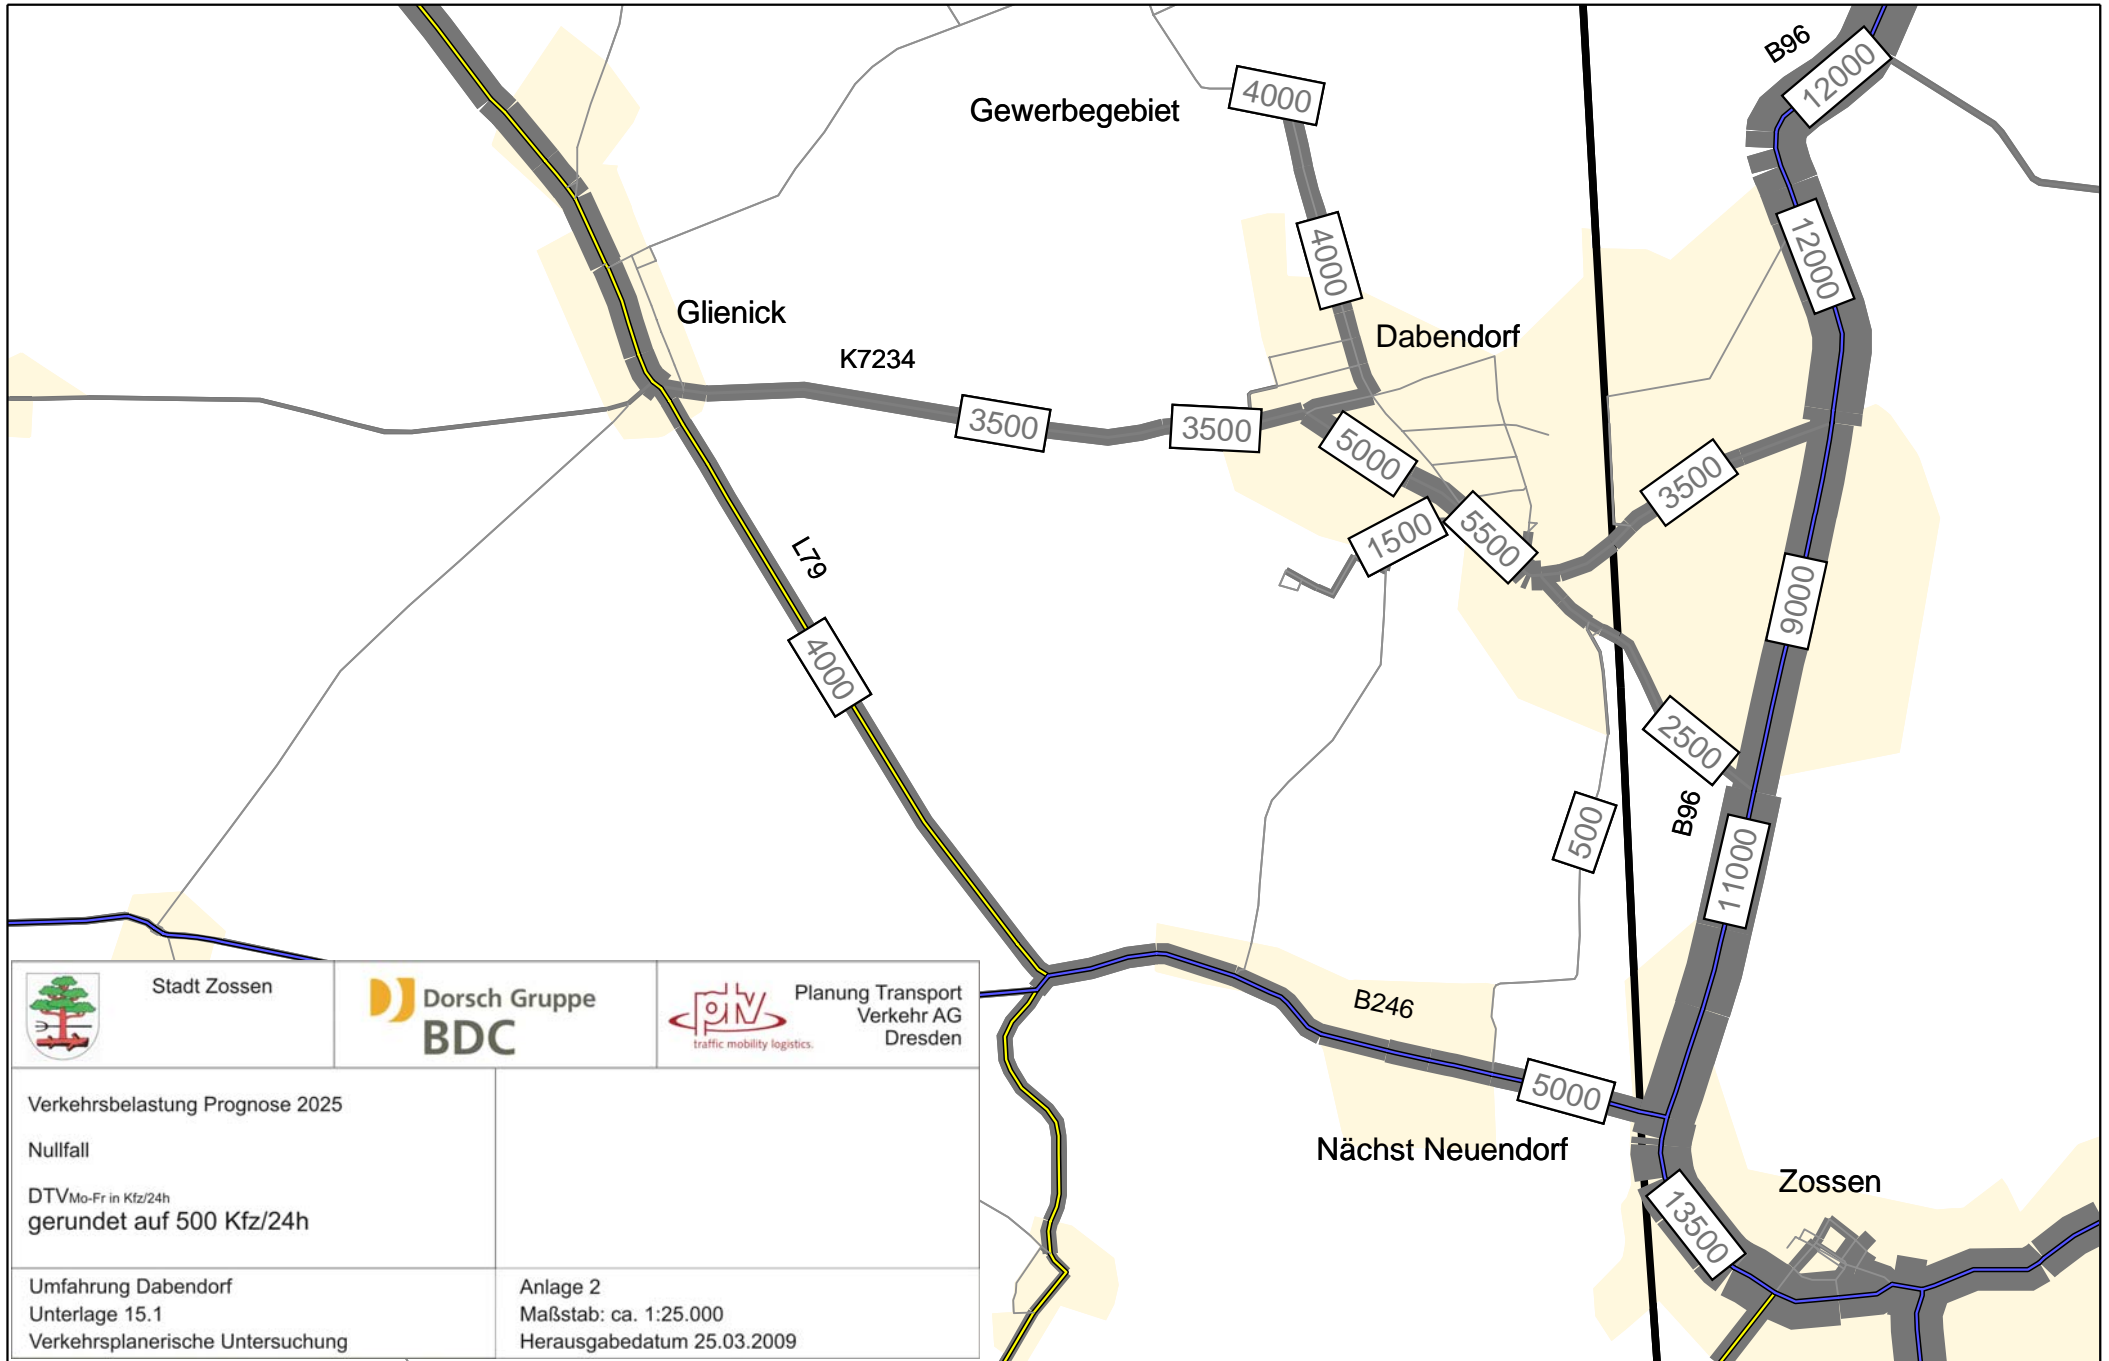 B96
12000
4000
Gewerbegebiet
12000
4000
Glienick
Dabendorf
K7234
3500
3500
5000
3500
1500
5500
L79
9000
4000
2500
B96
500
11000
B246
5000
Nächst Neuendorf
Zossen
13500
Stadt Zossen
Dorsch Gruppe
BDC
ptv
traffic mobility logistics.
Planung Transport
Verkehr AG
Dresden
Verkehrsbelastung Prognose 2025
Nullfall
DTVMo-Fr in Kfz/24h
gerundet auf 500 Kfz/24h
Umfahrung Dabendorf
Unterlage 15.1
Verkehrsplanerische Untersuchung
Anlage 2
Maßstab: ca. 1:25.000
Herausgabedatum 25.03.2009